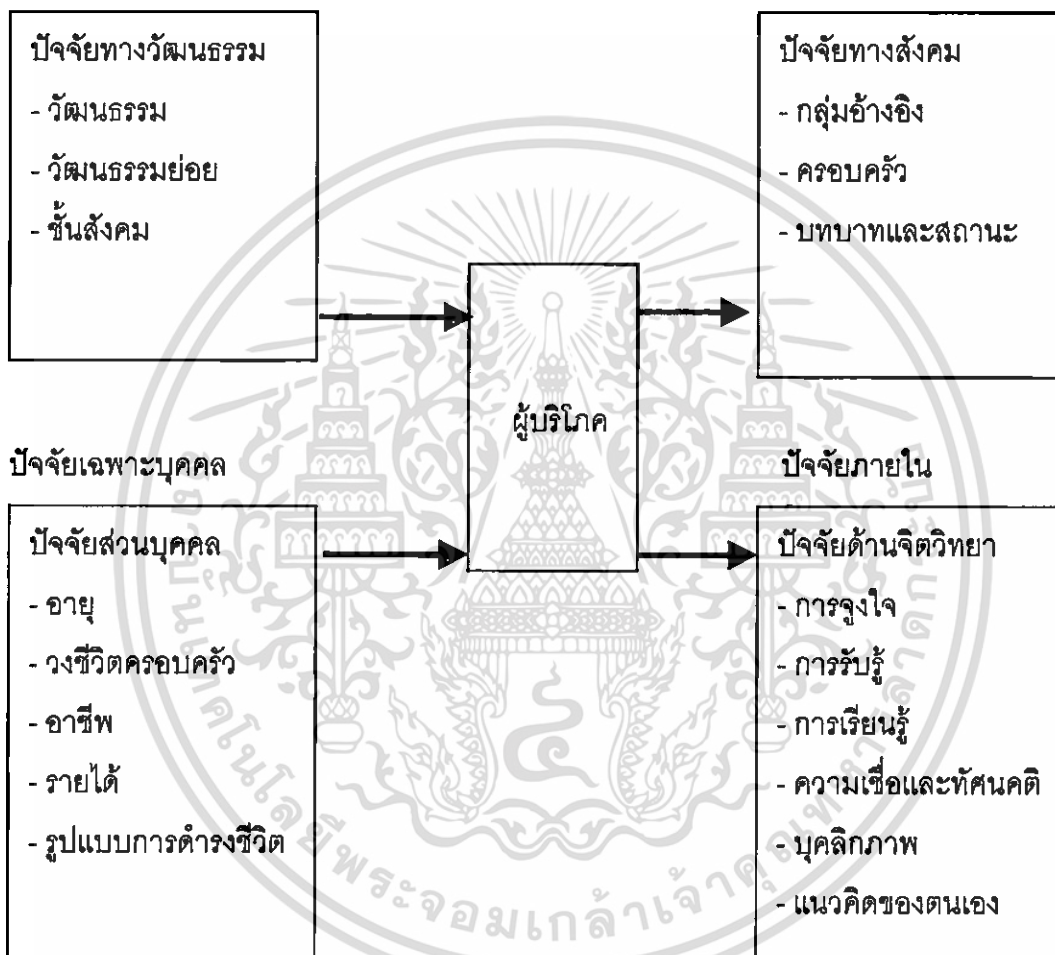 ปัจจัยทางวัฒนธรรม
- วัฒนธรรม
- วัฒนธรรมย่อย
- ชั้นสังคม
ปัจจัยทางสังคม
- กลุ่มอ้างอิง
- ครอบครัว
- บทบาทและสถานะ
ผู้บริโภค
ปัจจัยเฉพาะบุคคล
ปัจจัยส่วนบุคคล
- อายุ
- วงชีวิตครอบครัว
- อาชีพ
- รายได้
- รูปแบบการดำรงชีวิต
ปัจจัยภายใน
ปัจจัยด้านจิตวิทยา
- การจูงใจ
- การรับรู้
- การเรียนรู้
- ความเชื่อและทัศนคติ
- บุคลิกภาพ
- แนวคิดของตนเอง